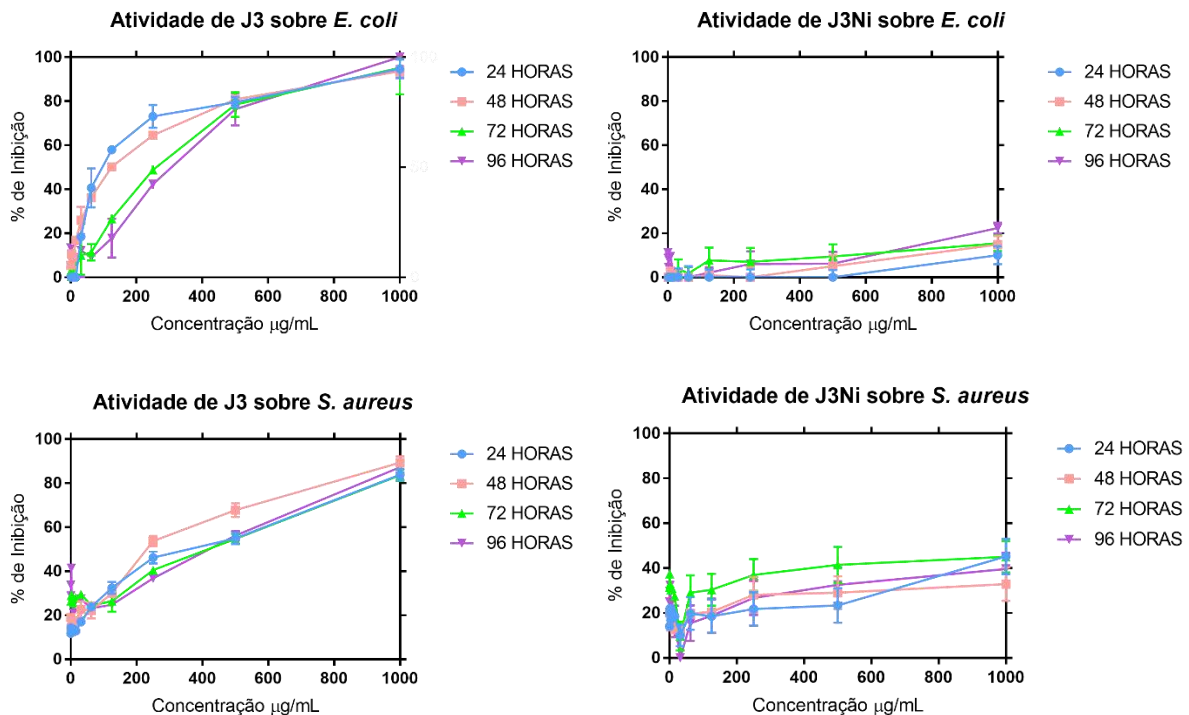 Atividade de J3 sobre E. coli
100
80
60
40
20
0
% de Inibição
0 200 400 600 800 1000
Concentração µg/mL
100
50
0
24 HORAS
48 HORAS
72 HORAS
96 HORAS
Atividade de J3Ni sobre E. coli
100
80
60
40
20
0
% de Inibição
0 200 400 600 800 1000
Concentração µg/mL
24 HORAS
48 HORAS
72 HORAS
96 HORAS
Atividade de J3 sobre S. aureus
100
80
60
40
20
0
% de Inibição
0 200 400 600 800 1000
Concentração µg/mL
24 HORAS
48 HORAS
72 HORAS
96 HORAS
Atividade de J3Ni sobre S. aureus
100
80
60
40
20
0
% de Inibição
0 200 400 600 800 1000
Concentração µg/mL
24 HORAS
48 HORAS
72 HORAS
96 HORAS